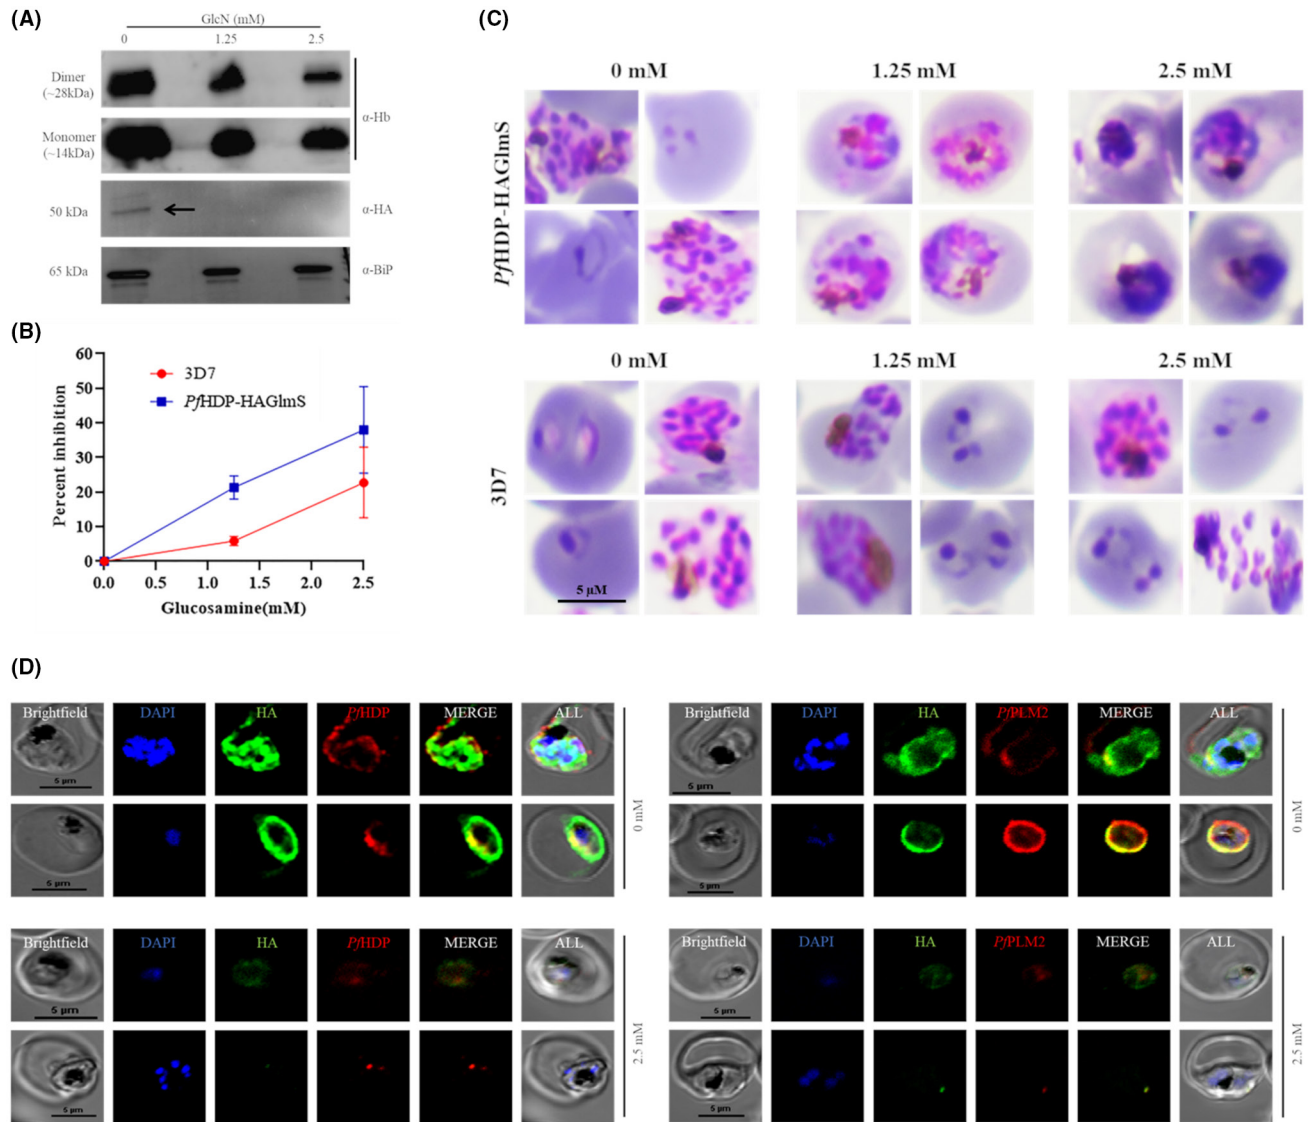 (A)
GlcN (mM)
0 1.25 2.5
Dimer
(~28kDa)
α-Hb
Monomer
(~14kDa)
50 kDa
α-HA
65 kDa
α-BiP
(B)
60
50
40
30
20
10
0
Percent inhibition
3D7
PfHDP-HAGlmS
0.0 0.5 1.0 1.5 2.0 2.5
Glucosamine(mM)
(C)
0 mM 1.25 mM 2.5 mM
PfHDP-HAGlmS
0 mM 1.25 mM 2.5 mM
3D7
5 µM
(D)
Brightfield DAPI HA PfHDP MERGE ALL
5 µm
5 µm
0 mM
Brightfield DAPI HA PfPLM2 MERGE ALL
5 µm
5 µm
0 mM
Brightfield DAPI HA PfHDP MERGE ALL
5 µm
5 µm
2.5 mM
Brightfield DAPI HA PfPLM2 MERGE ALL
5 µm
5 µm
2.5 mM